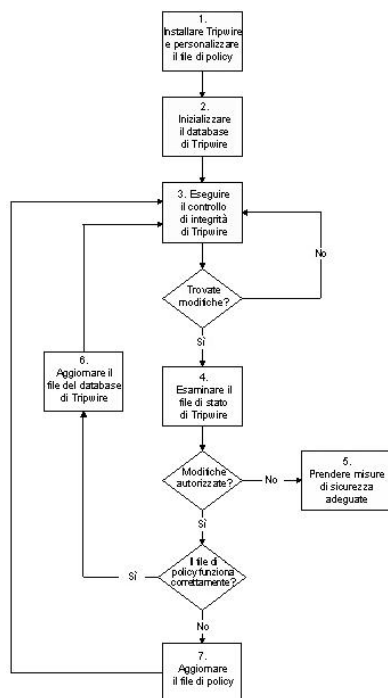 1.
Installare Tripwire
e personalizzare
il file di policy
2.
Inizializzare
il database
di Tripwire
3. Eseguire
il controllo
di integrità
di Tripwire
No
Trovate
modifiche?
Sì
6.
Aggiornare il
file del database
di Tripwire
4.
Esaminare il
file di stato
di Tripwire
Modifiche
autorizzate?
No
5.
Prendere misure
di sicurezza
adeguate
Sì
Il file di
policy funziona
correttamente?
Sì
No
7.
Aggiornare
il file di policy